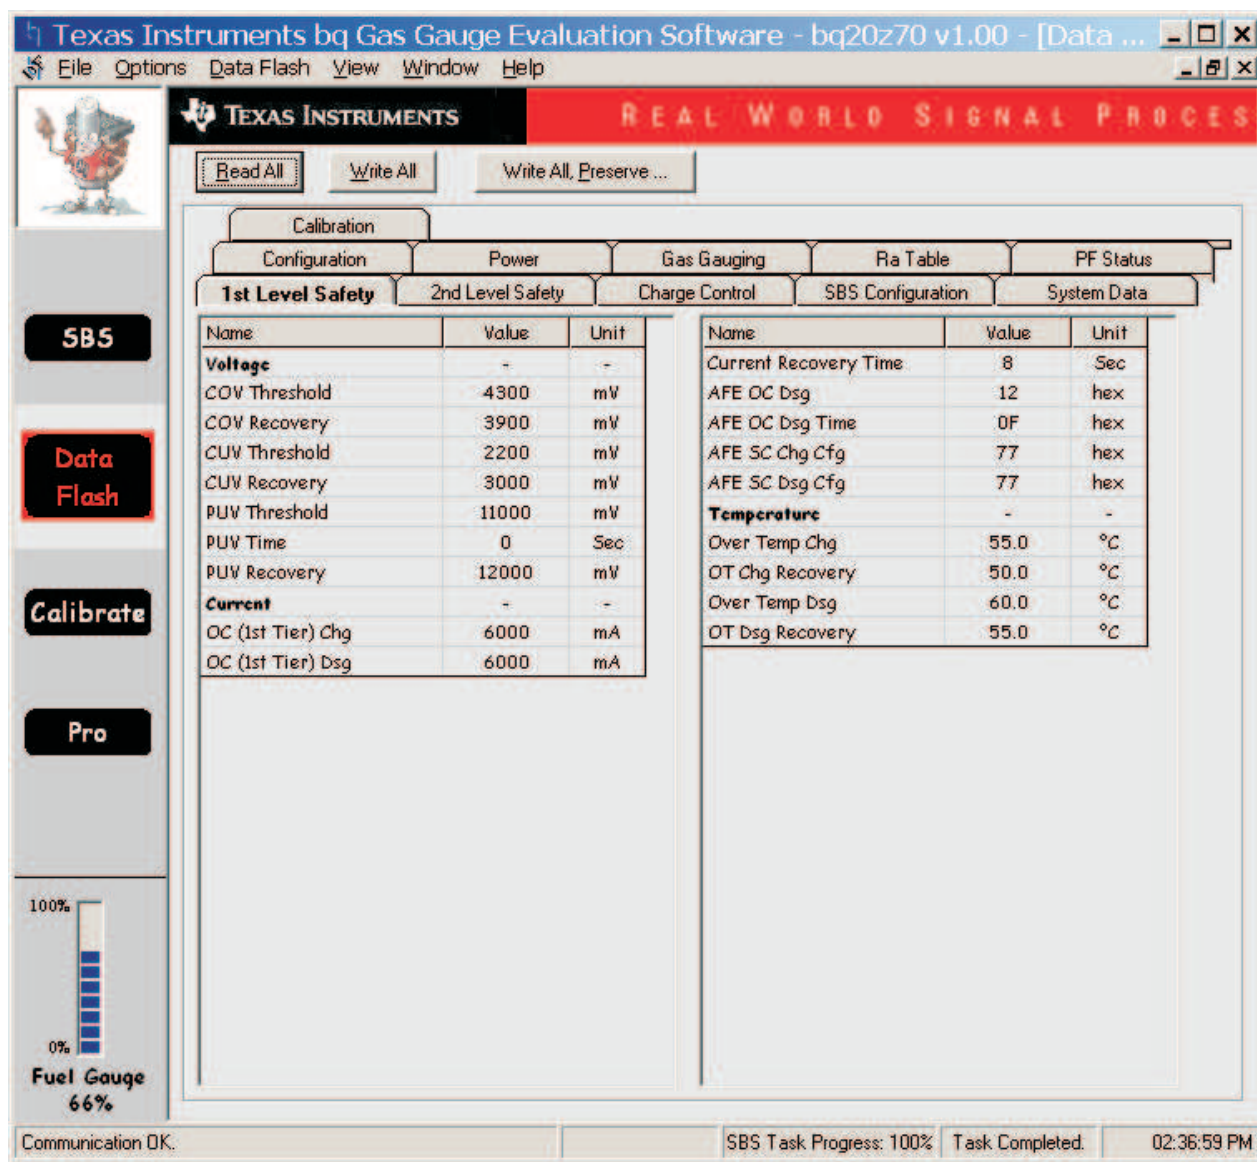 Texas Instruments bq Gas Gauge Evaluation Software - bq20z70 v1.00 - [Data ...
File Options Data Flash View Window Help
TEXAS INSTRUMENTS REAL WORLD SIGNAL PROCES
Read All Write All Write All, Preserve ...
Calibration
Configuration Power Gas Gauging Ra Table PF Status
1st Level Safety 2nd Level Safety Charge Control SBS Configuration System Data
SBS
Data
Flash
Calibrate
Pro
100%
0%
Fuel Gauge
66%
Name Value Unit
Voltage - -
COV Threshold 4300 mV
COV Recovery 3900 mV
CUV Threshold 2200 mV
CUV Recovery 3000 mV
PUV Threshold 11000 mV
PUV Time 0 Sec
PUV Recovery 12000 mV
Current - -
OC (1st Tier) Chg 6000 mA
OC (1st Tier) Dsg 6000 mA
Name Value Unit
Current Recovery Time 8 Sec
AFE OC Dsg 12 hex
AFE OC Dsg Time 0F hex
AFE SC Chg Cfg 77 hex
AFE SC Dsg Cfg 77 hex
Temperature - -
Over Temp Chg 55.0 °C
OT Chg Recovery 50.0 °C
Over Temp Dsg 60.0 °C
OT Dsg Recovery 55.0 °C
Communication OK. SBS Task Progress: 100% Task Completed. 02:36:59 PM